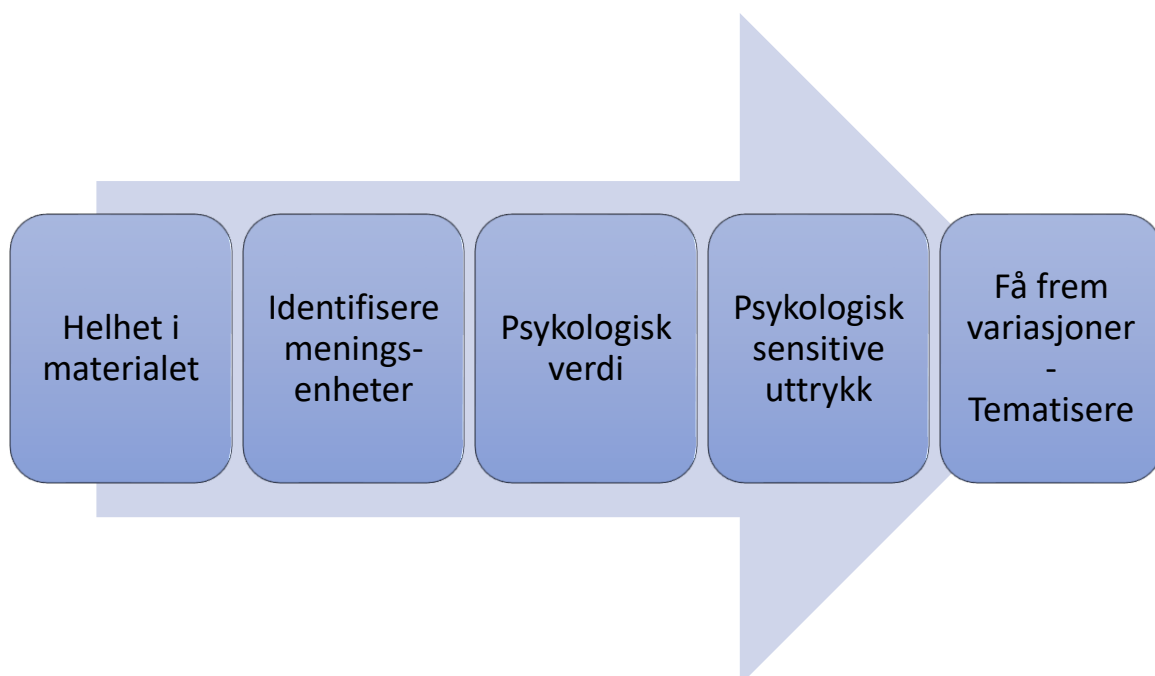 Helhet i
materialet
Identifisere
menings-
enheter
Psykologisk
verdi
Psykologisk
sensitive
uttrykk
Få frem
variasjoner
-
Tematisere